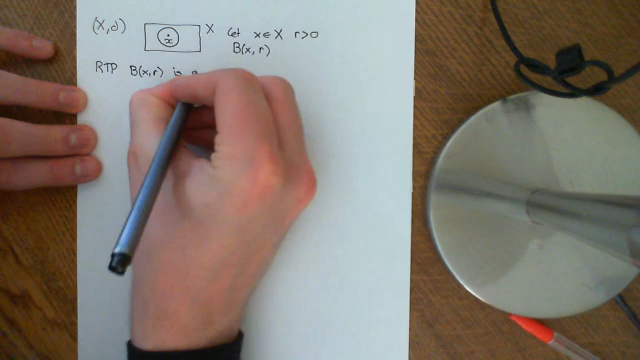 (X,d) X Let x∈X r>0
x B(x,r)
RTP B(x,r) is